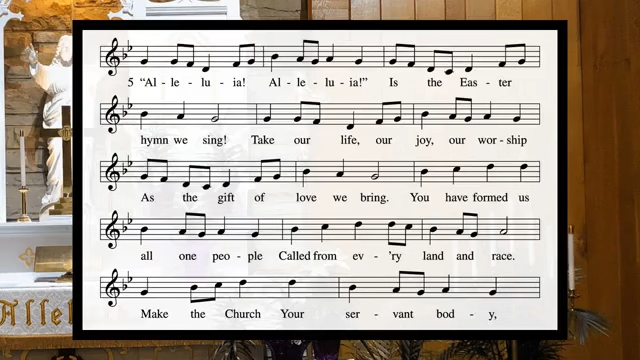 5 “Al - le - lu - ia! Al - le - lu - ia!” Is the Eas - ter
hymn we sing! Take our life, our joy, our wor - ship
As the gift of love we bring. You have formed us
all one peo - ple Called from ev - ’ry land and race.
Make the Church Your ser - vant bod - y,
Allel